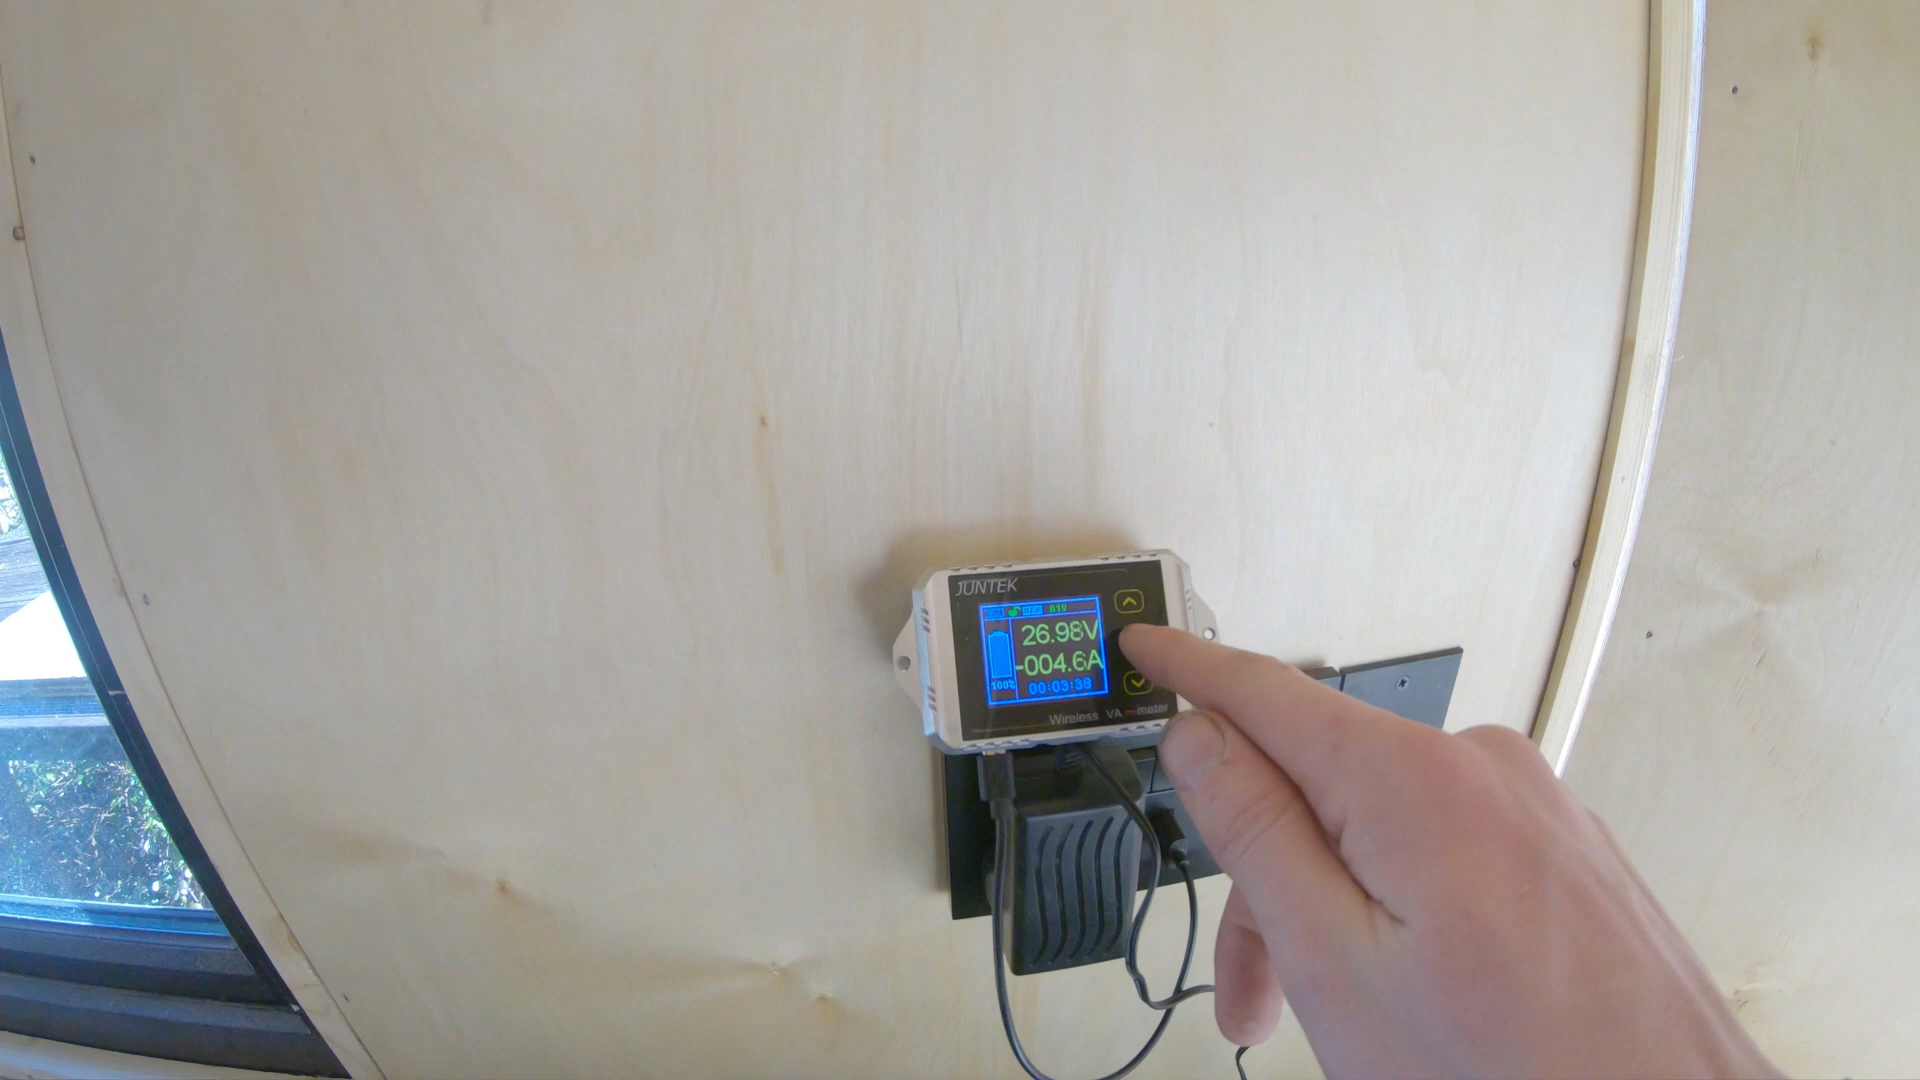 JUNTEK
26.98V
-004.6A
100%
00:03:38
Wireless VA meter